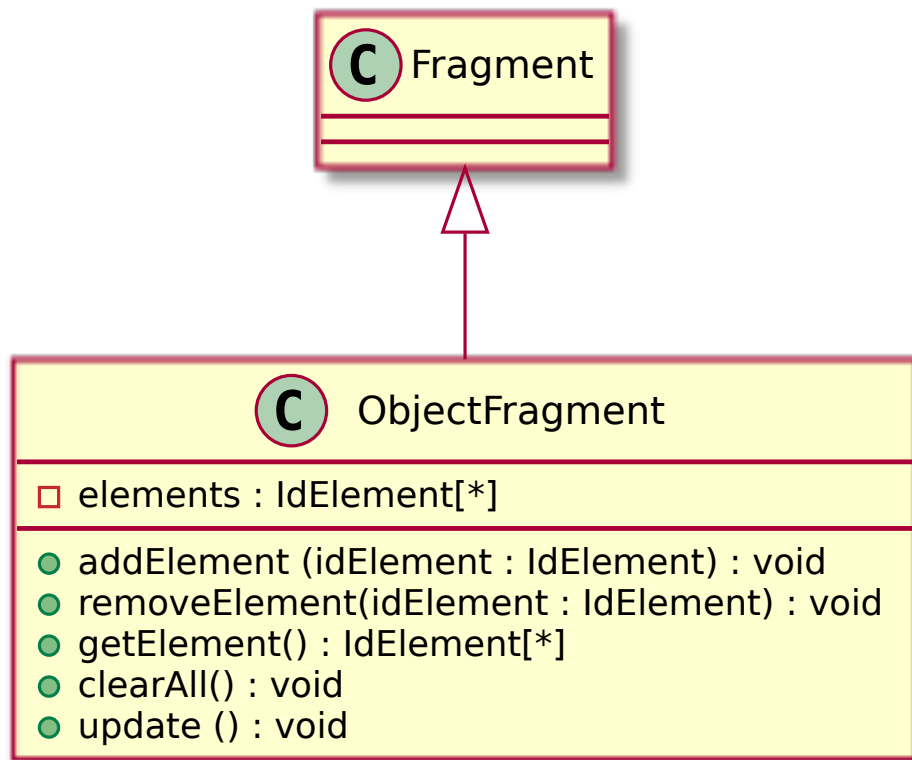 C Fragment
C ObjectFragment
elements : IdElement[*]
addElement (idElement : IdElement) : void
removeElement(idElement : IdElement) : void
getElement() : IdElement[*]
clearAll() : void
update () : void